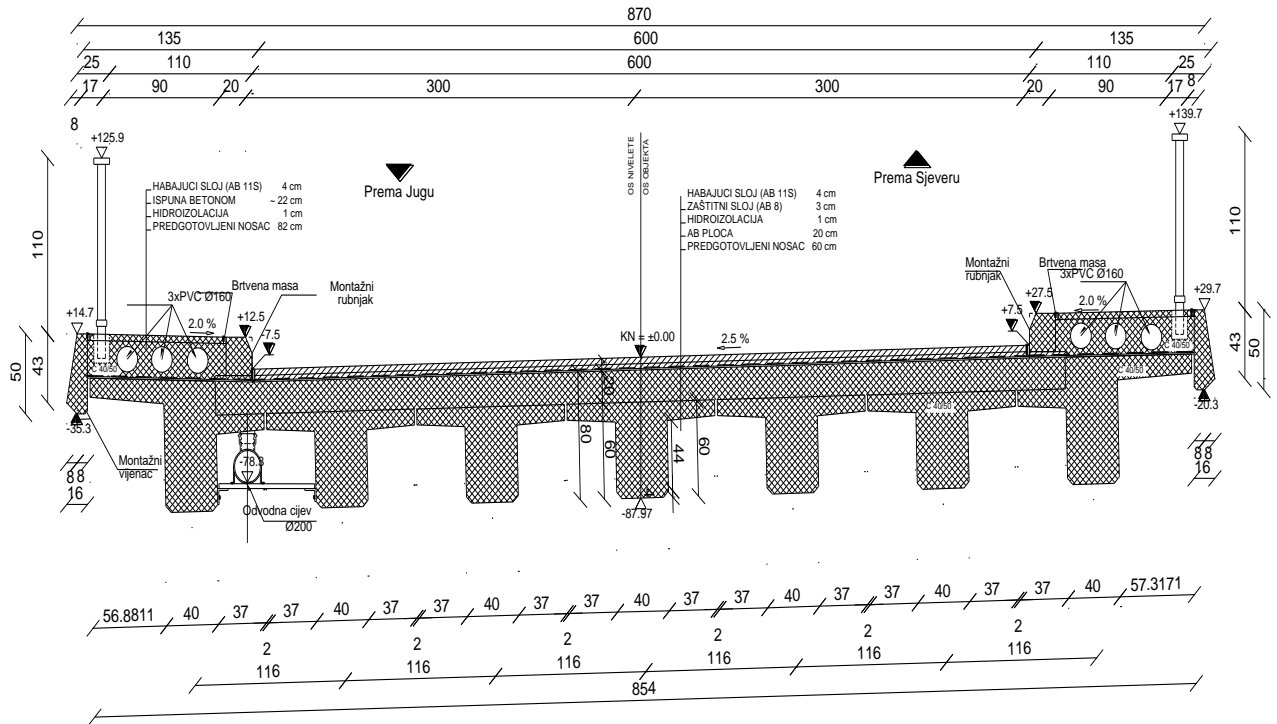 870
135 600 135
25 110 600 110 25
17 90 20 300 300 20 90 17 8
8
+125.9
+139.7
OS NIVELETE
OS OBJEKTA
Prema Jugu
Prema Sjeveru
HABAJUCI SLOJ (AB 11S) 4 cm
ISPUNA BETONOM ~ 22 cm
HIDROIZOLACIJA 1 cm
PREDGOTOVLJENI NOSAC 82 cm
HABAJUCI SLOJ (AB 11S) 4 cm
ZAŠTITNI SLOJ (AB 8) 3 cm
HIDROIZOLACIJA 1 cm
AB PLOCA 20 cm
PREDGOTOVLJENI NOSAC 60 cm
110
110
3xPVC Ø160
Brtvena masa
Montažni
rubnjak
Montažni
rubnjak
Brtvena masa
3xPVC Ø160
+14.7
2.0 %
+12.5
-7.5
KN = ±0.00
2.5 %
+7.5
+27.5
2.0 %
+29.7
50
43
43
50
C 40/50
C 40/50
C 40/50
C 40/50
20
80
60
44
60
-35.3
-20.3
Montažni
vijenac
-78.3
Odvodna cijev
Ø200
-87.97
8 8
16
8 8
16
56.8811 40 37 37 40 37 37 40 37 37 40 37 37 40 37 37 40 37 37 40 57.3171
2 2 2 2 2 2
116 116 116 116 116 116
854